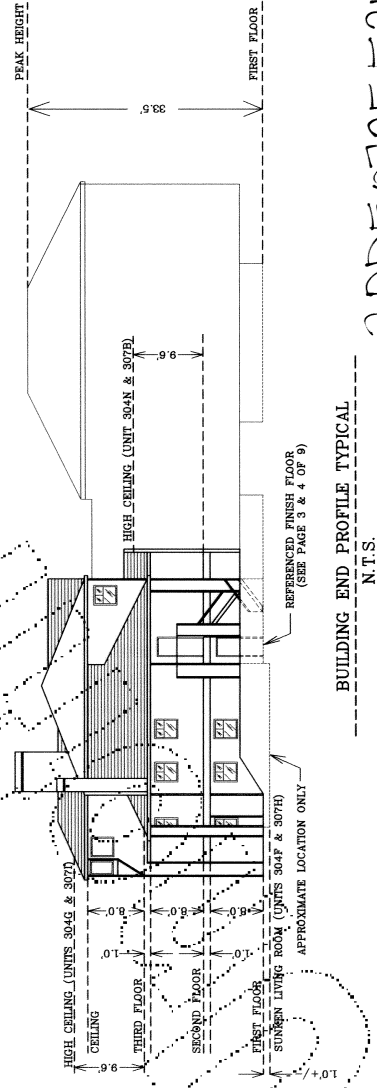 PEAK HEIGHT
33.5'
FIRST FLOOR
HIGH CEILING (UNIT 304N & 307B)
9.6'
REFERENCED FINISH FLOOR
(SEE PAGE 3 & 4 OF 9)
HIGH CEILING (UNITS 304G & 307I)
CEILING
9.6'
8.0'
THIRD FLOOR
1.0'
8.0'
SECOND FLOOR
1.0'
8.0'
FIRST FLOOR
SUNKEN LIVING ROOM (UNITS 304F & 307H)
1.0'+/-
APPROXIMATE LOCATION ONLY
BUILDING END PROFILE TYPICAL
N.T.S.